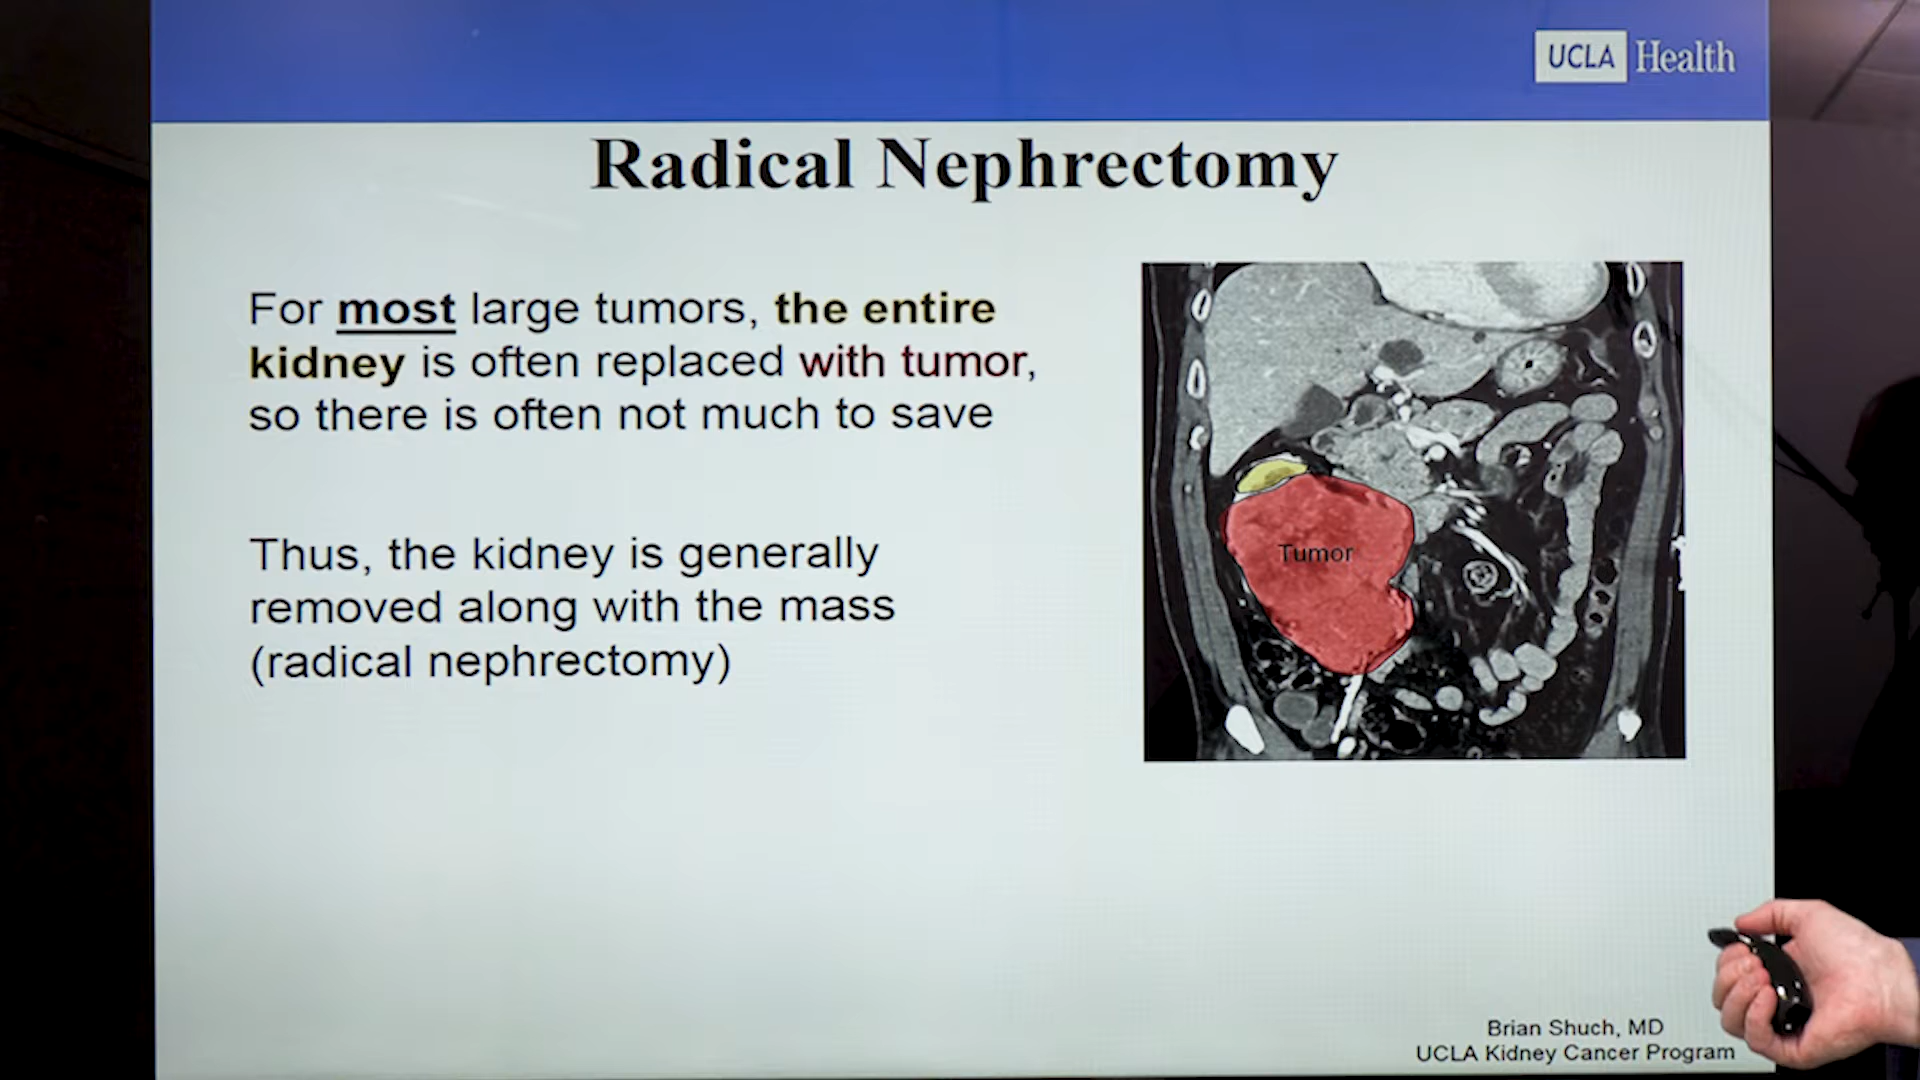 UCLA Health
Radical Nephrectomy
For most large tumors, the entire
kidney is often replaced with tumor,
so there is often not much to save
Thus, the kidney is generally
removed along with the mass
(radical nephrectomy)
Tumor
Brian Shuch, MD
UCLA Kidney Cancer Program